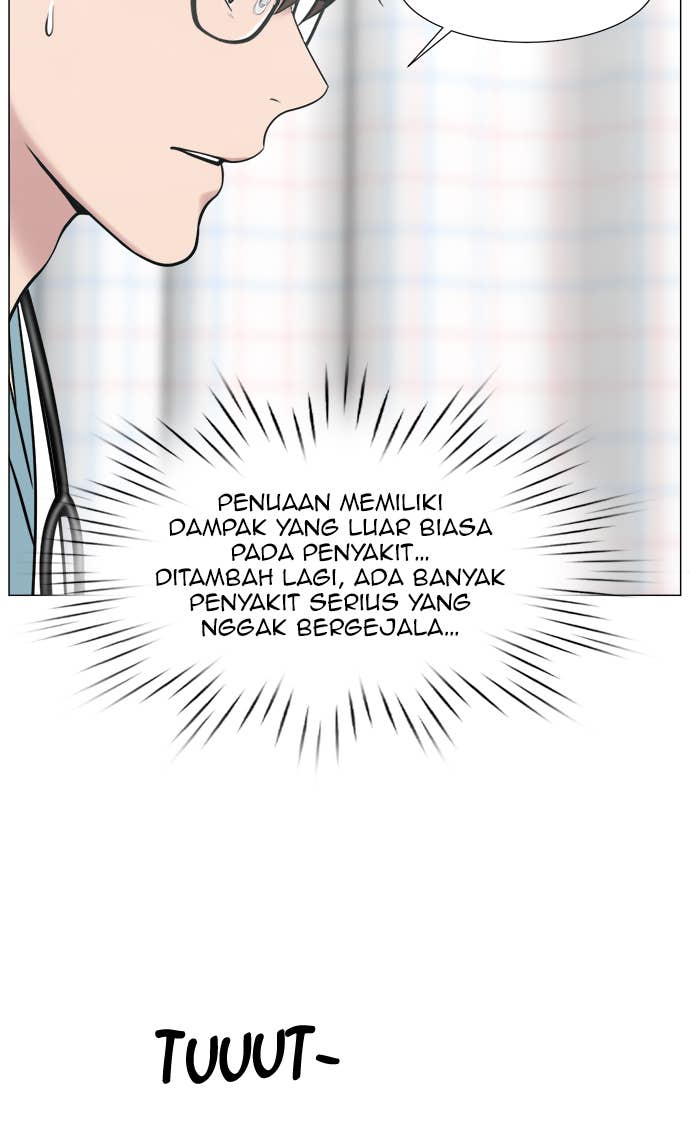 PENUAAN MEMILIKI
DAMPAK YANG LUAR BIASA
PADA PENYAKIT...
DITAMBAH LAGI, ADA BANYAK
PENYAKIT SERIUS YANG
NGGAK BERGEJALA...
TUUUT-